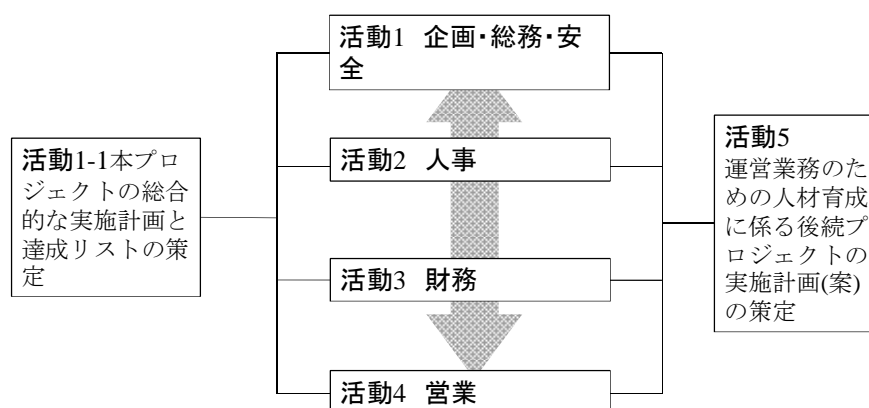 活動1 企画・総務・安
全
活動1-1本プロ
ジェクトの総合
的な実施計画と
達成リストの策
定
活動2 人事
活動3 財務
活動4 営業
活動5
運営業務のた
めの人材育成
に係る後続プ
ロジェクトの
実施計画(案)
の策定